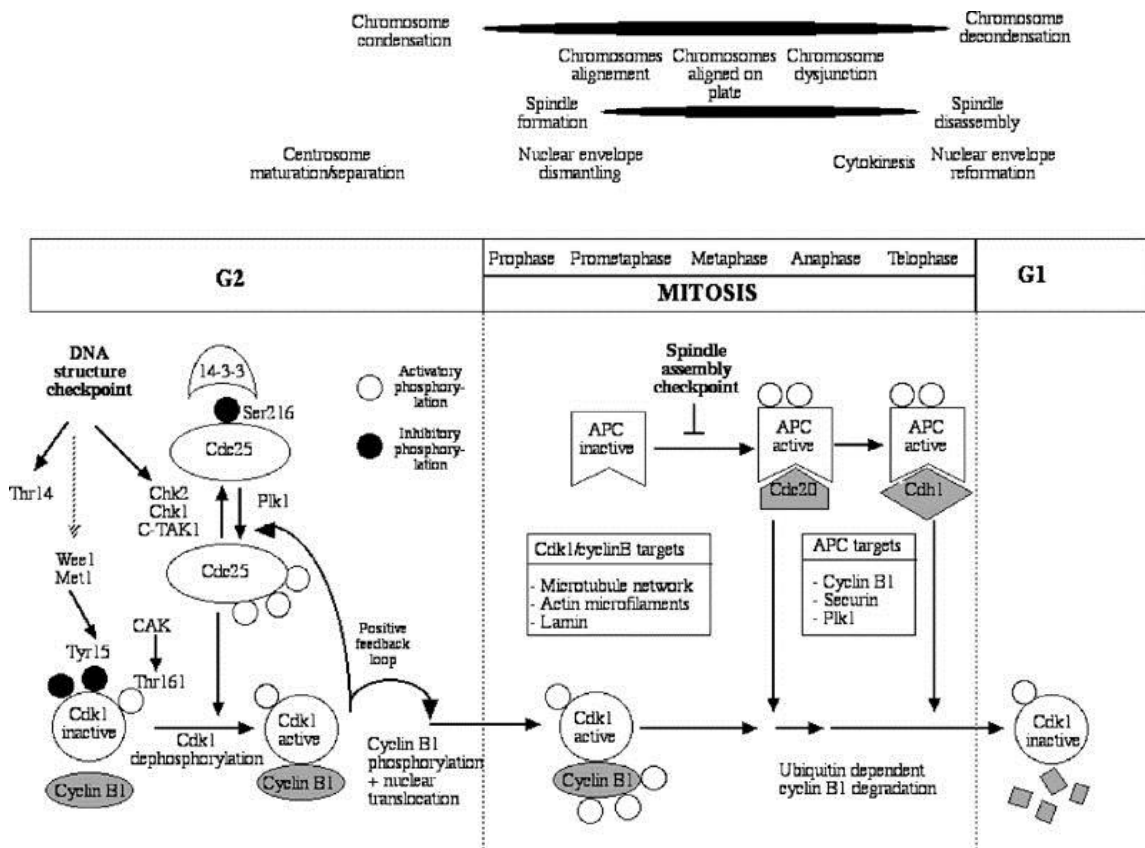 Chromosome
condensation
Chromosome
decondensation
Chromosomes
alignement
Chromosomes
aligned on
plate
Chromosome
dysjunction
Spindle
formation
Spindle
disassembly
Centrosome
maturation/separation
Nuclear envelope
dismantling
Cytokinesis
Nuclear envelope
reformation
G2
Prophase Prometaphase Metaphase Anaphase Telophase
MITOSIS
G1
DNA
structure checkpoint
14-3-3
Ser216
Cdc25
Activatory
phosphory-
lation
Inhibitory
phosphory-
lation
Thr14
Chk2
Chk1
C-TAK1
Plk1
Wee1
Met1
Cdc25
Tyr15
CAK
Thr161
Positive
feedback
loop
Cdk1
inactive
Cyclin B1
Cdk1
dephosphorylation
Cdk1
active
Cyclin B1
Cyclin B1
phosphorylation
+ nuclear
translocation
Spindle
assembly
checkpoint
APC
inactive
APC
active
Cdc20
APC
active
Cdh1
Cdk1/cyclinB targets
- Microtubule network
- Actin microfilaments
- Lamin
APC targets
- Cyclin B1
- Securin
- Plk1
Cdk1
active
Cyclin B1
Ubiquitin dependent
cyclin B1 degradation
Cdk1
inactive